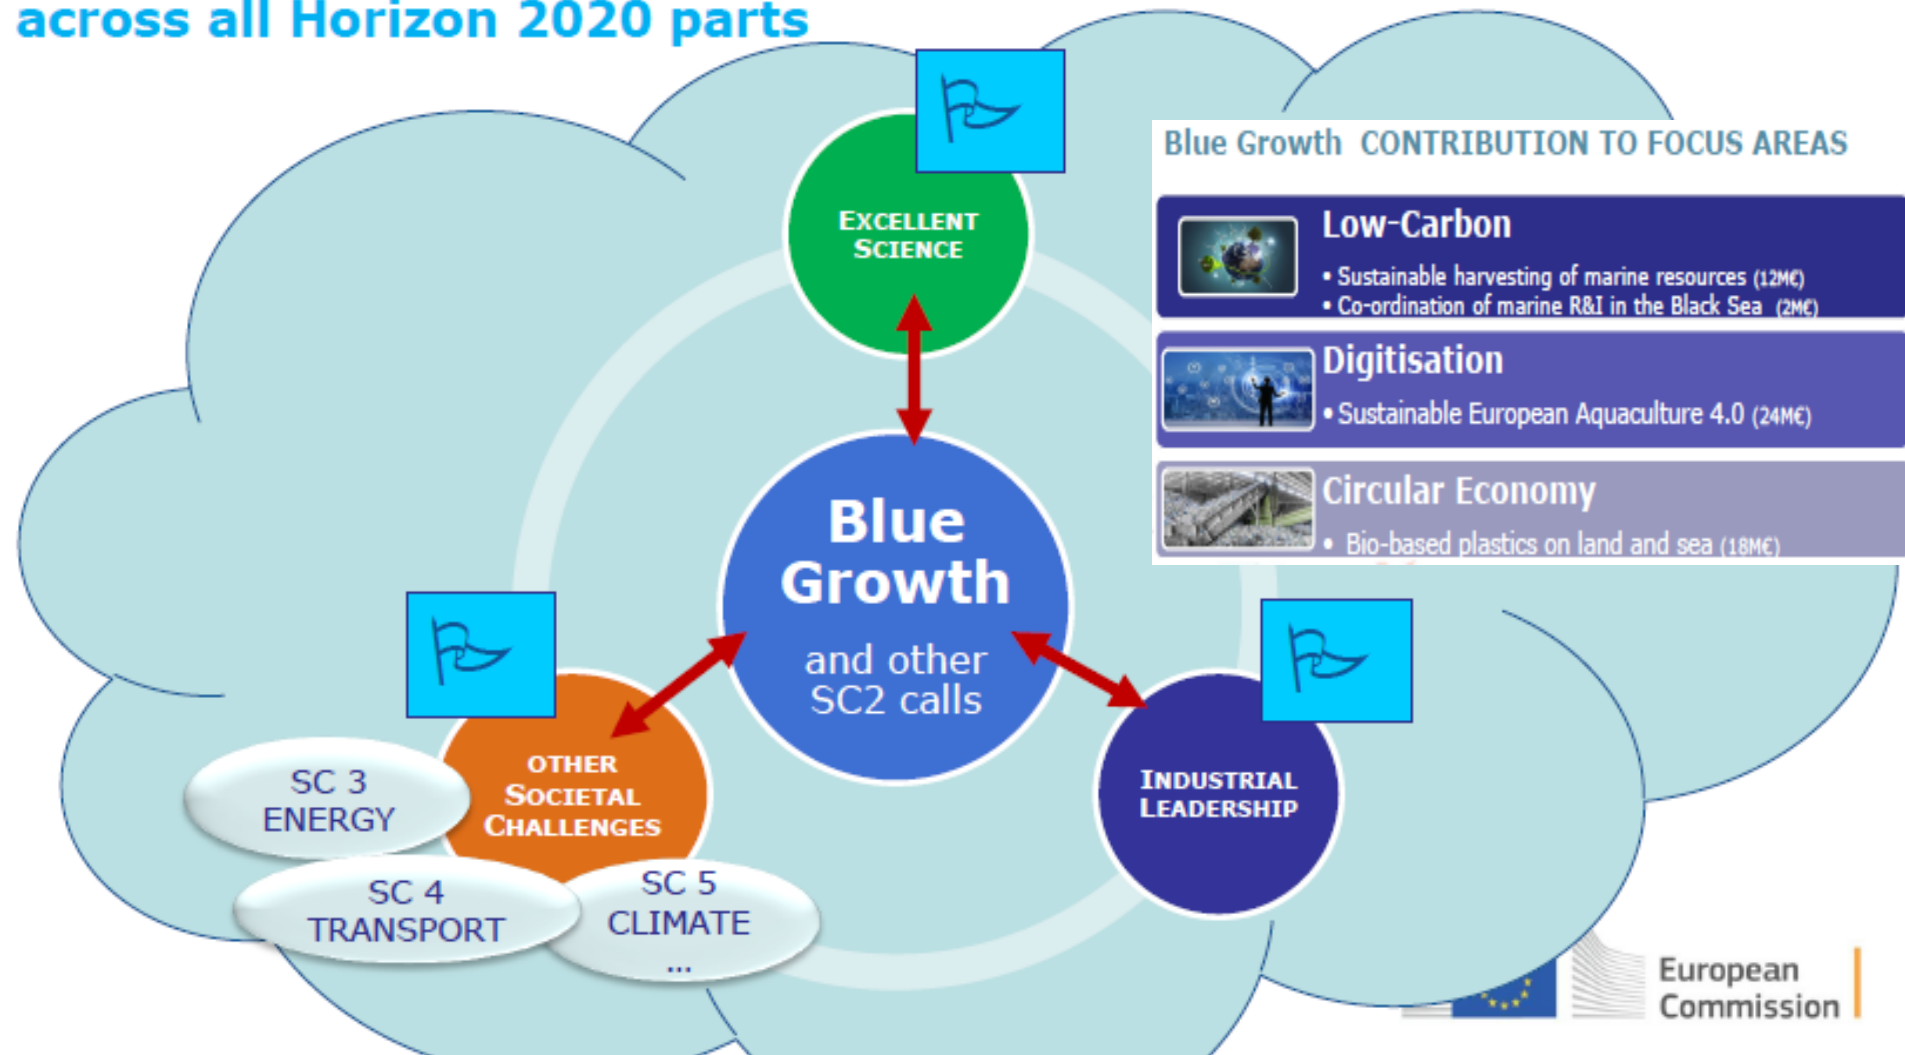 across all Horizon 2020 parts
EXCELLENT
SCIENCE
Blue Growth CONTRIBUTION TO FOCUS AREAS
Low-Carbon
• Sustainable harvesting of marine resources (12M€)
• Co-ordination of marine R&I in the Black Sea (2M€)
Digitisation
• Sustainable European Aquaculture 4.0 (24M€)
Circular Economy
• Bio-based plastics on land and sea (18M€)
Blue
Growth
and other
SC2 calls
OTHER
SOCIETAL
CHALLENGES
INDUSTRIAL
LEADERSHIP
SC 3
ENERGY
SC 4
TRANSPORT
SC 5
CLIMATE
...
European
Commission